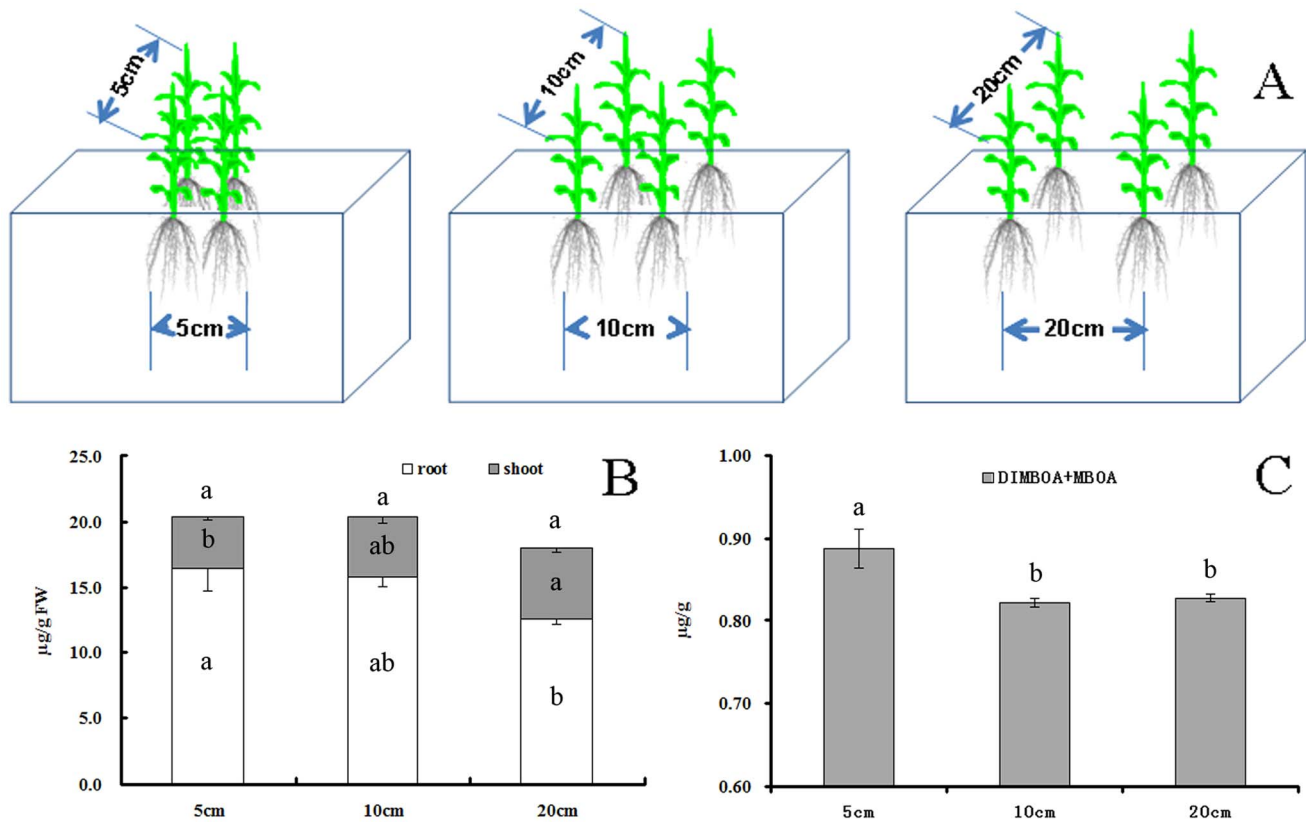 5cm
10cm
20cm
A
5cm
10cm
20cm
B
root
shoot
25.0
20.0
15.0
10.0
5.0
0.0
µg/g FW
a
a
a
b
ab
a
a
ab
b
5cm
10cm
20cm
C
DIMBOA+MBOA
1.00
0.90
0.80
0.70
0.60
µg/g
a
b
b
5cm
10cm
20cm